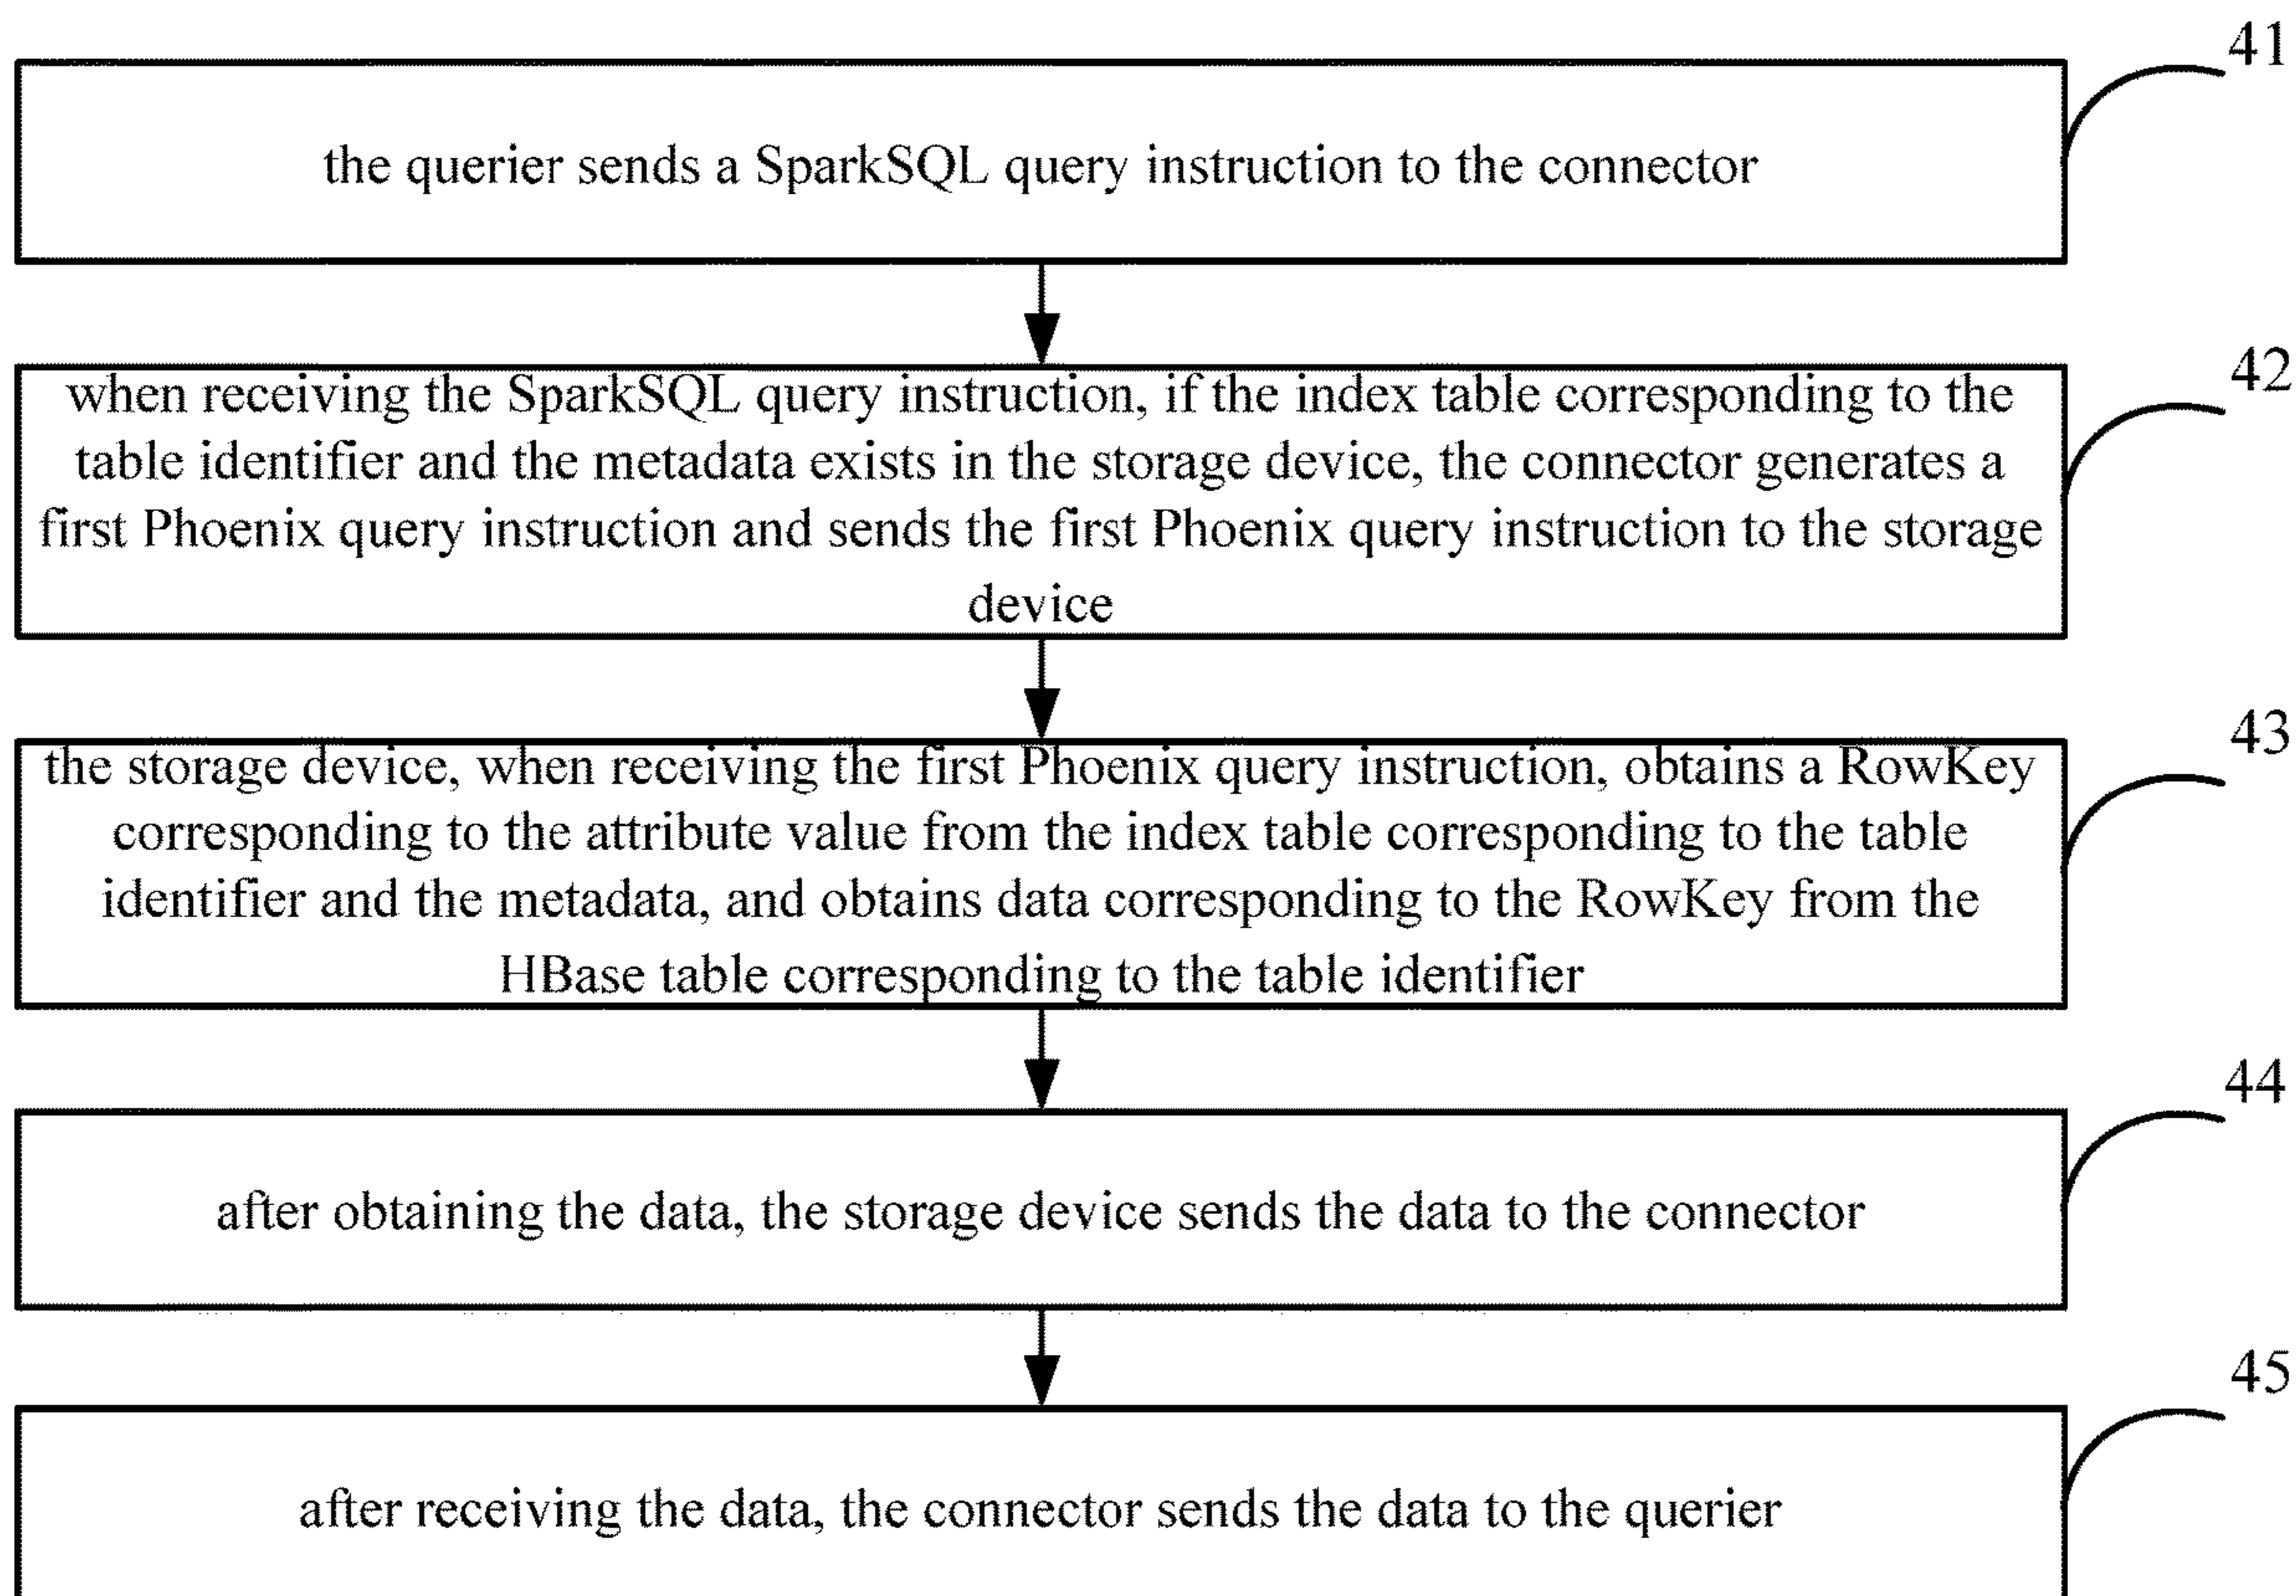 41
the querier sends a SparkSQL query instruction to the connector
42
when receiving the SparkSQL query instruction, if the index table corresponding to the
table identifier and the metadata exists in the storage device, the connector generates a
first Phoenix query instruction and sends the first Phoenix query instruction to the storage
device
43
the storage device, when receiving the first Phoenix query instruction, obtains a RowKey
corresponding to the attribute value from the index table corresponding to the table
identifier and the metadata, and obtains data corresponding to the RowKey from the
HBase table corresponding to the table identifier
44
after obtaining the data, the storage device sends the data to the connector
45
after receiving the data, the connector sends the data to the querier